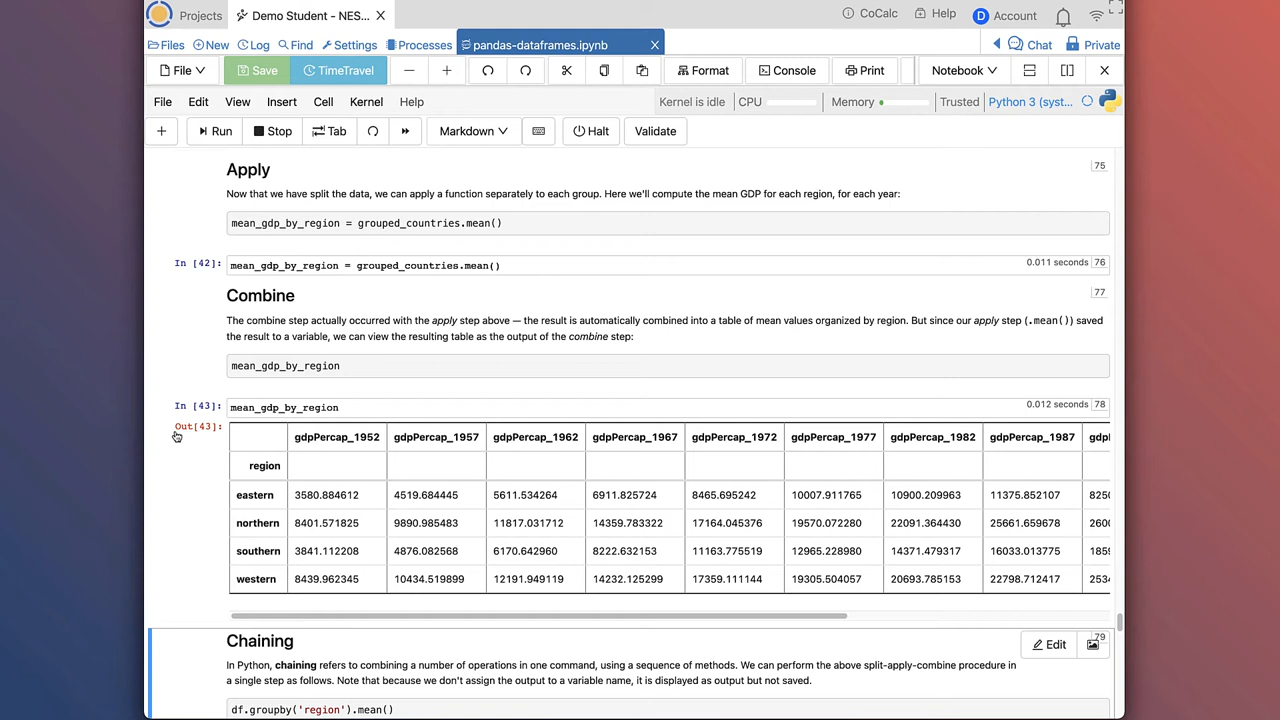 Projects
Demo Student - NES...
CoCalc
Help
D Account
Files
New
Log
Find
Settings
Processes
pandas-dataframes.ipynb
Chat
Private
File
Save
TimeTravel
Format
Console
Print
Notebook
File
Edit
View
Insert
Cell
Kernel
Help
Kernel is idle
CPU
Memory
Trusted
Python 3 (syst...
Run
Stop
Tab
Markdown
Halt
Validate
Apply
75
Now that we have split the data, we can apply a function separately to each group. Here we'll compute the mean GDP for each region, for each year:
mean_gdp_by_region = grouped_countries.mean()
In [42]:
mean_gdp_by_region = grouped_countries.mean()
0.011 seconds 76
Combine
77
The combine step actually occurred with the apply step above — the result is automatically combined into a table of mean values organized by region. But since our apply step (.mean()) saved
the result to a variable, we can view the resulting table as the output of the combine step:
mean_gdp_by_region
In [43]:
mean_gdp_by_region
0.012 seconds 78
Out[43]:
gdpPercap_1952 gdpPercap_1957 gdpPercap_1962 gdpPercap_1967 gdpPercap_1972 gdpPercap_1977 gdpPercap_1982 gdpPercap_1987 gdpl
region
eastern 3580.884612 4519.684445 5611.534264 6911.825724 8465.695242 10007.911765 10900.209963 11375.852107 8250
northern 8401.571825 9890.985483 11817.031712 14359.783322 17164.045376 19570.072280 22091.364430 25661.659678 2600
southern 3841.112208 4876.082568 6170.642960 8222.632153 11163.775519 12965.228980 14371.479317 16033.013775 1859
western 8439.962345 10434.519899 12191.949119 14232.125299 17359.111144 19305.504057 20693.785153 22798.712417 2534
Chaining
Edit
79
In Python, chaining refers to combining a number of operations in one command, using a sequence of methods. We can perform the above split-apply-combine procedure in
a single step as follows. Note that because we don't assign the output to a variable name, it is displayed as output but not saved.
df.groupby('region').mean()